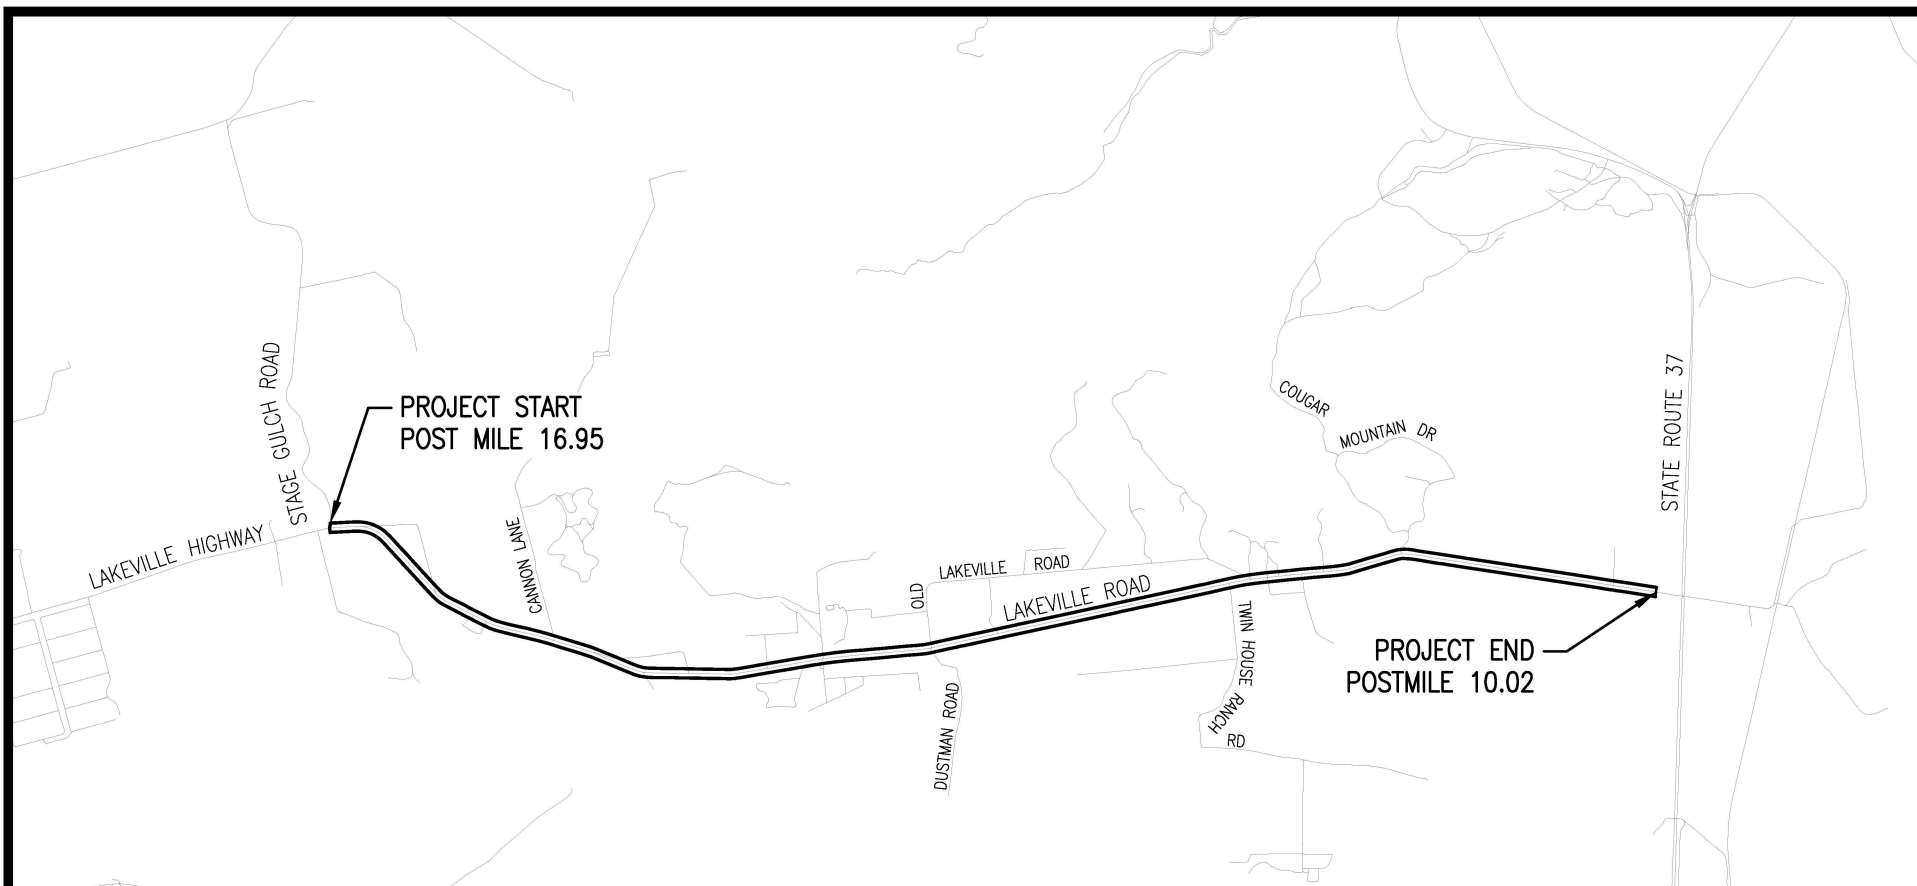 PROJECT START
POST MILE 16.95
STAGE GULCH ROAD
LAKEVILLE HIGHWAY
CANNON LANE
OLD
LAKEVILLE ROAD
LAKEVILLE ROAD
DUSTMAN ROAD
TWIN HOUSE RANCH
RD
COUGAR
MOUNTAIN DR
STATE ROUTE 37
PROJECT END
POSTMILE 10.02